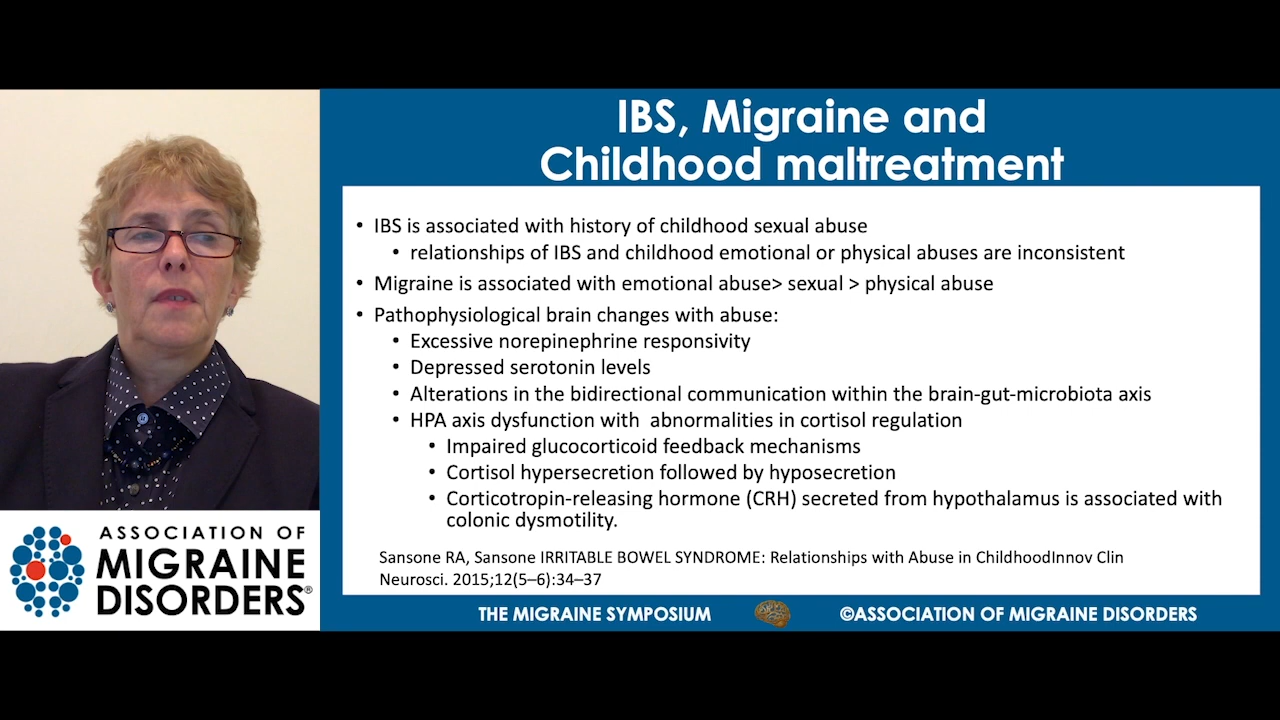 IBS, Migraine and
Childhood maltreatment
• IBS is associated with history of childhood sexual abuse
• relationships of IBS and childhood emotional or physical abuses are inconsistent
• Migraine is associated with emotional abuse> sexual > physical abuse
• Pathophysiological brain changes with abuse:
• Excessive norepinephrine responsivity
• Depressed serotonin levels
• Alterations in the bidirectional communication within the brain-gut-microbiota axis
• HPA axis dysfunction with  abnormalities in cortisol regulation
• Impaired glucocorticoid feedback mechanisms
• Cortisol hypersecretion followed by hyposecretion
• Corticotropin-releasing hormone (CRH) secreted from hypothalamus is associated with
colonic dysmotility.
Sansone RA, Sansone IRRITABLE BOWEL SYNDROME: Relationships with Abuse in ChildhoodInnov Clin
Neurosci. 2015;12(5–6):34–37
ASSOCIATION OF
MIGRAINE
DISORDERS®
THE MIGRAINE SYMPOSIUM
©ASSOCIATION OF MIGRAINE DISORDERS